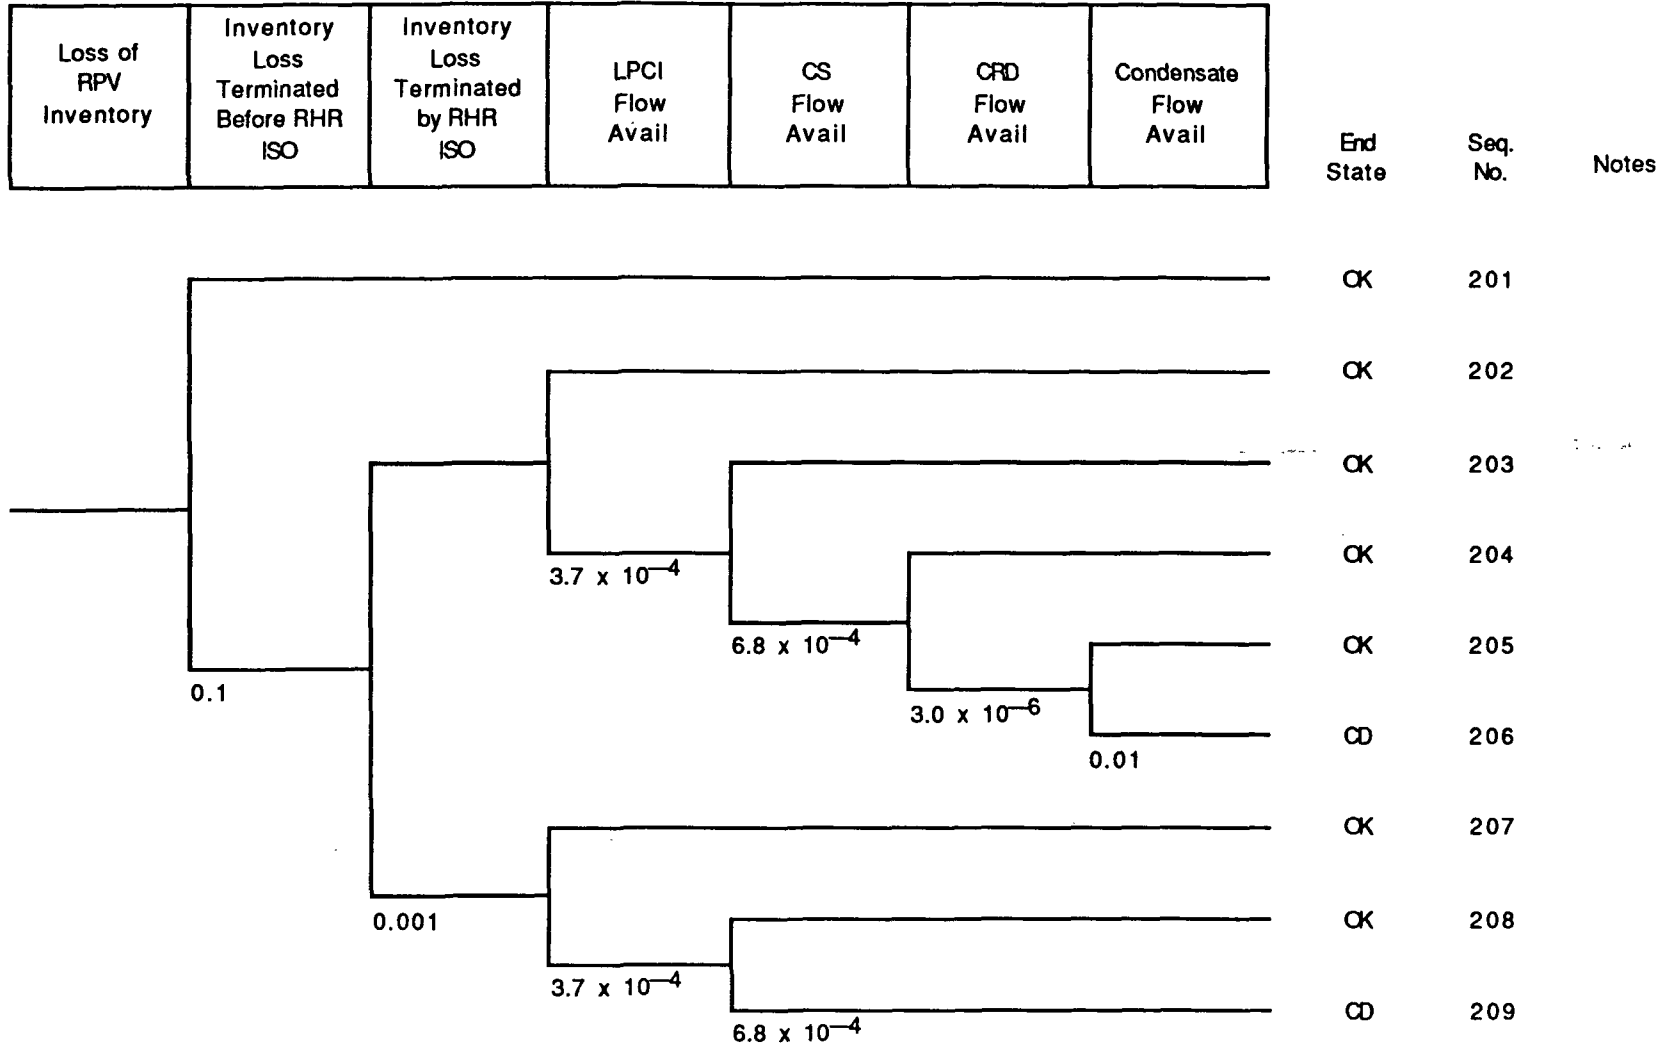 Loss of
RPV
Inventory
Inventory
Loss
Terminated
Before RHR
ISO
Inventory
Loss
Terminated
by RHR
ISO
LPCI
Flow
Avail
CS
Flow
Avail
CRD
Flow
Avail
Condensate
Flow
Avail
End
State
Seq.
No.
Notes
OK 201
OK 202
OK 203
OK 204
3.7 x 10—4
6.8 x 10—4
OK 205
0.1
3.0 x 10—6
CD 206
0.01
OK 207
0.001
OK 208
3.7 x 10—4
CD 209
6.8 x 10—4